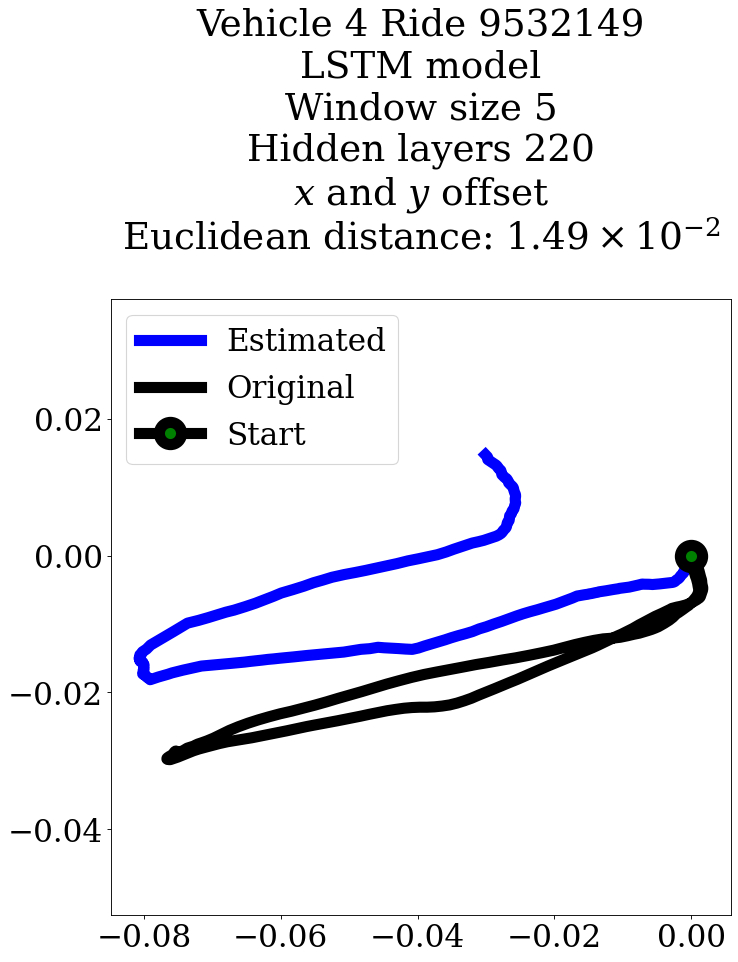 Vehicle 4 Ride 9532149
LSTM model
Window size 5
Hidden layers 220
x and y offset
Euclidean distance: 1.49 × 10⁻²
Estimated
Original
Start
0.02
0.00
−0.02
−0.04
−0.08 −0.06 −0.04 −0.02 0.00